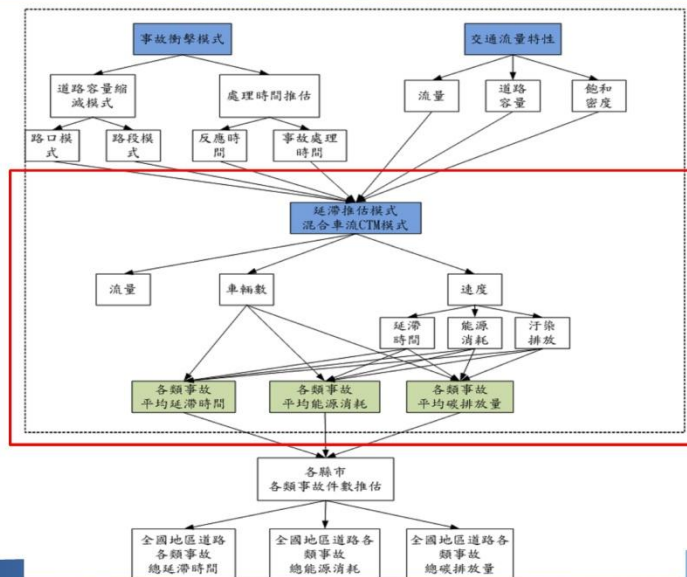 事故衝擊模式
交通流量特性
道路容量縮
減模式
處理時間推估
流量
道路
容量
飽和
密度
路口模
式
路段模
式
反應時
間
事故處理
時間
延滯推估模式
混合車流CTM模式
流量
車輛數
速度
延滯
時間
能源
消耗
汙染
排放
各類事故
平均延滯時間
各類事故
平均能源消耗
各類事故
平均碳排放量
各縣市
各類事故件數推估
全國地區道路
各類事故
總延滯時間
全國地區道路各
類事故
總能源消耗
全國地區道路各
類事故
總碳排放量